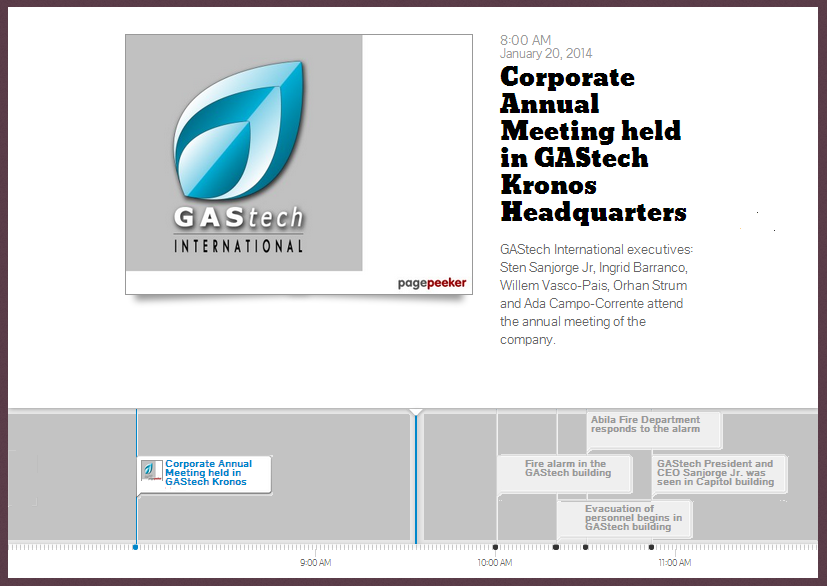 8:00 AM
January 20, 2014
Corporate
Annual
Meeting held
in GAStech
Kronos
Headquarters
GAStech International executives:
Sten Sanjorge Jr, Ingrid Barranco,
Willem Vasco-Pais, Orhan Strum
and Ada Campo-Corrente attend
the annual meeting of the
company.
GAStech
INTERNATIONAL
pagepeeker
Corporate Annual
Meeting held in
GAStech Kronos
Abila Fire Department
responds to the alarm
Fire alarm in the
GAStech building
GAStech President and
CEO Sanjorge Jr. was
seen in Capitol building
Evacuation of
personnel begins in
GAStech building
9:00 AM
10:00 AM
11:00 AM